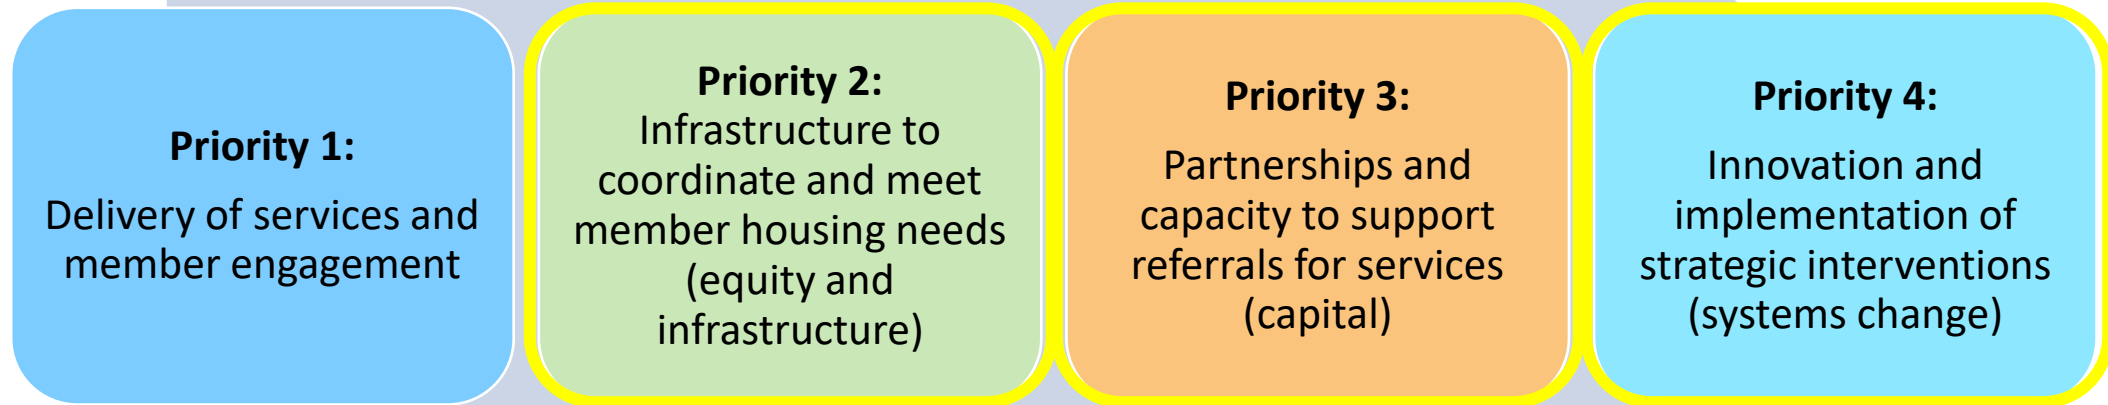 Priority 1:
Delivery of services and
member engagement
Priority 2:
Infrastructure to
coordinate and meet
member housing needs
(equity and
infrastructure)
Priority 3:
Partnerships and
capacity to support
referrals for services
(capital)
Priority 4:
Innovation and
implementation of
strategic interventions
(systems change)